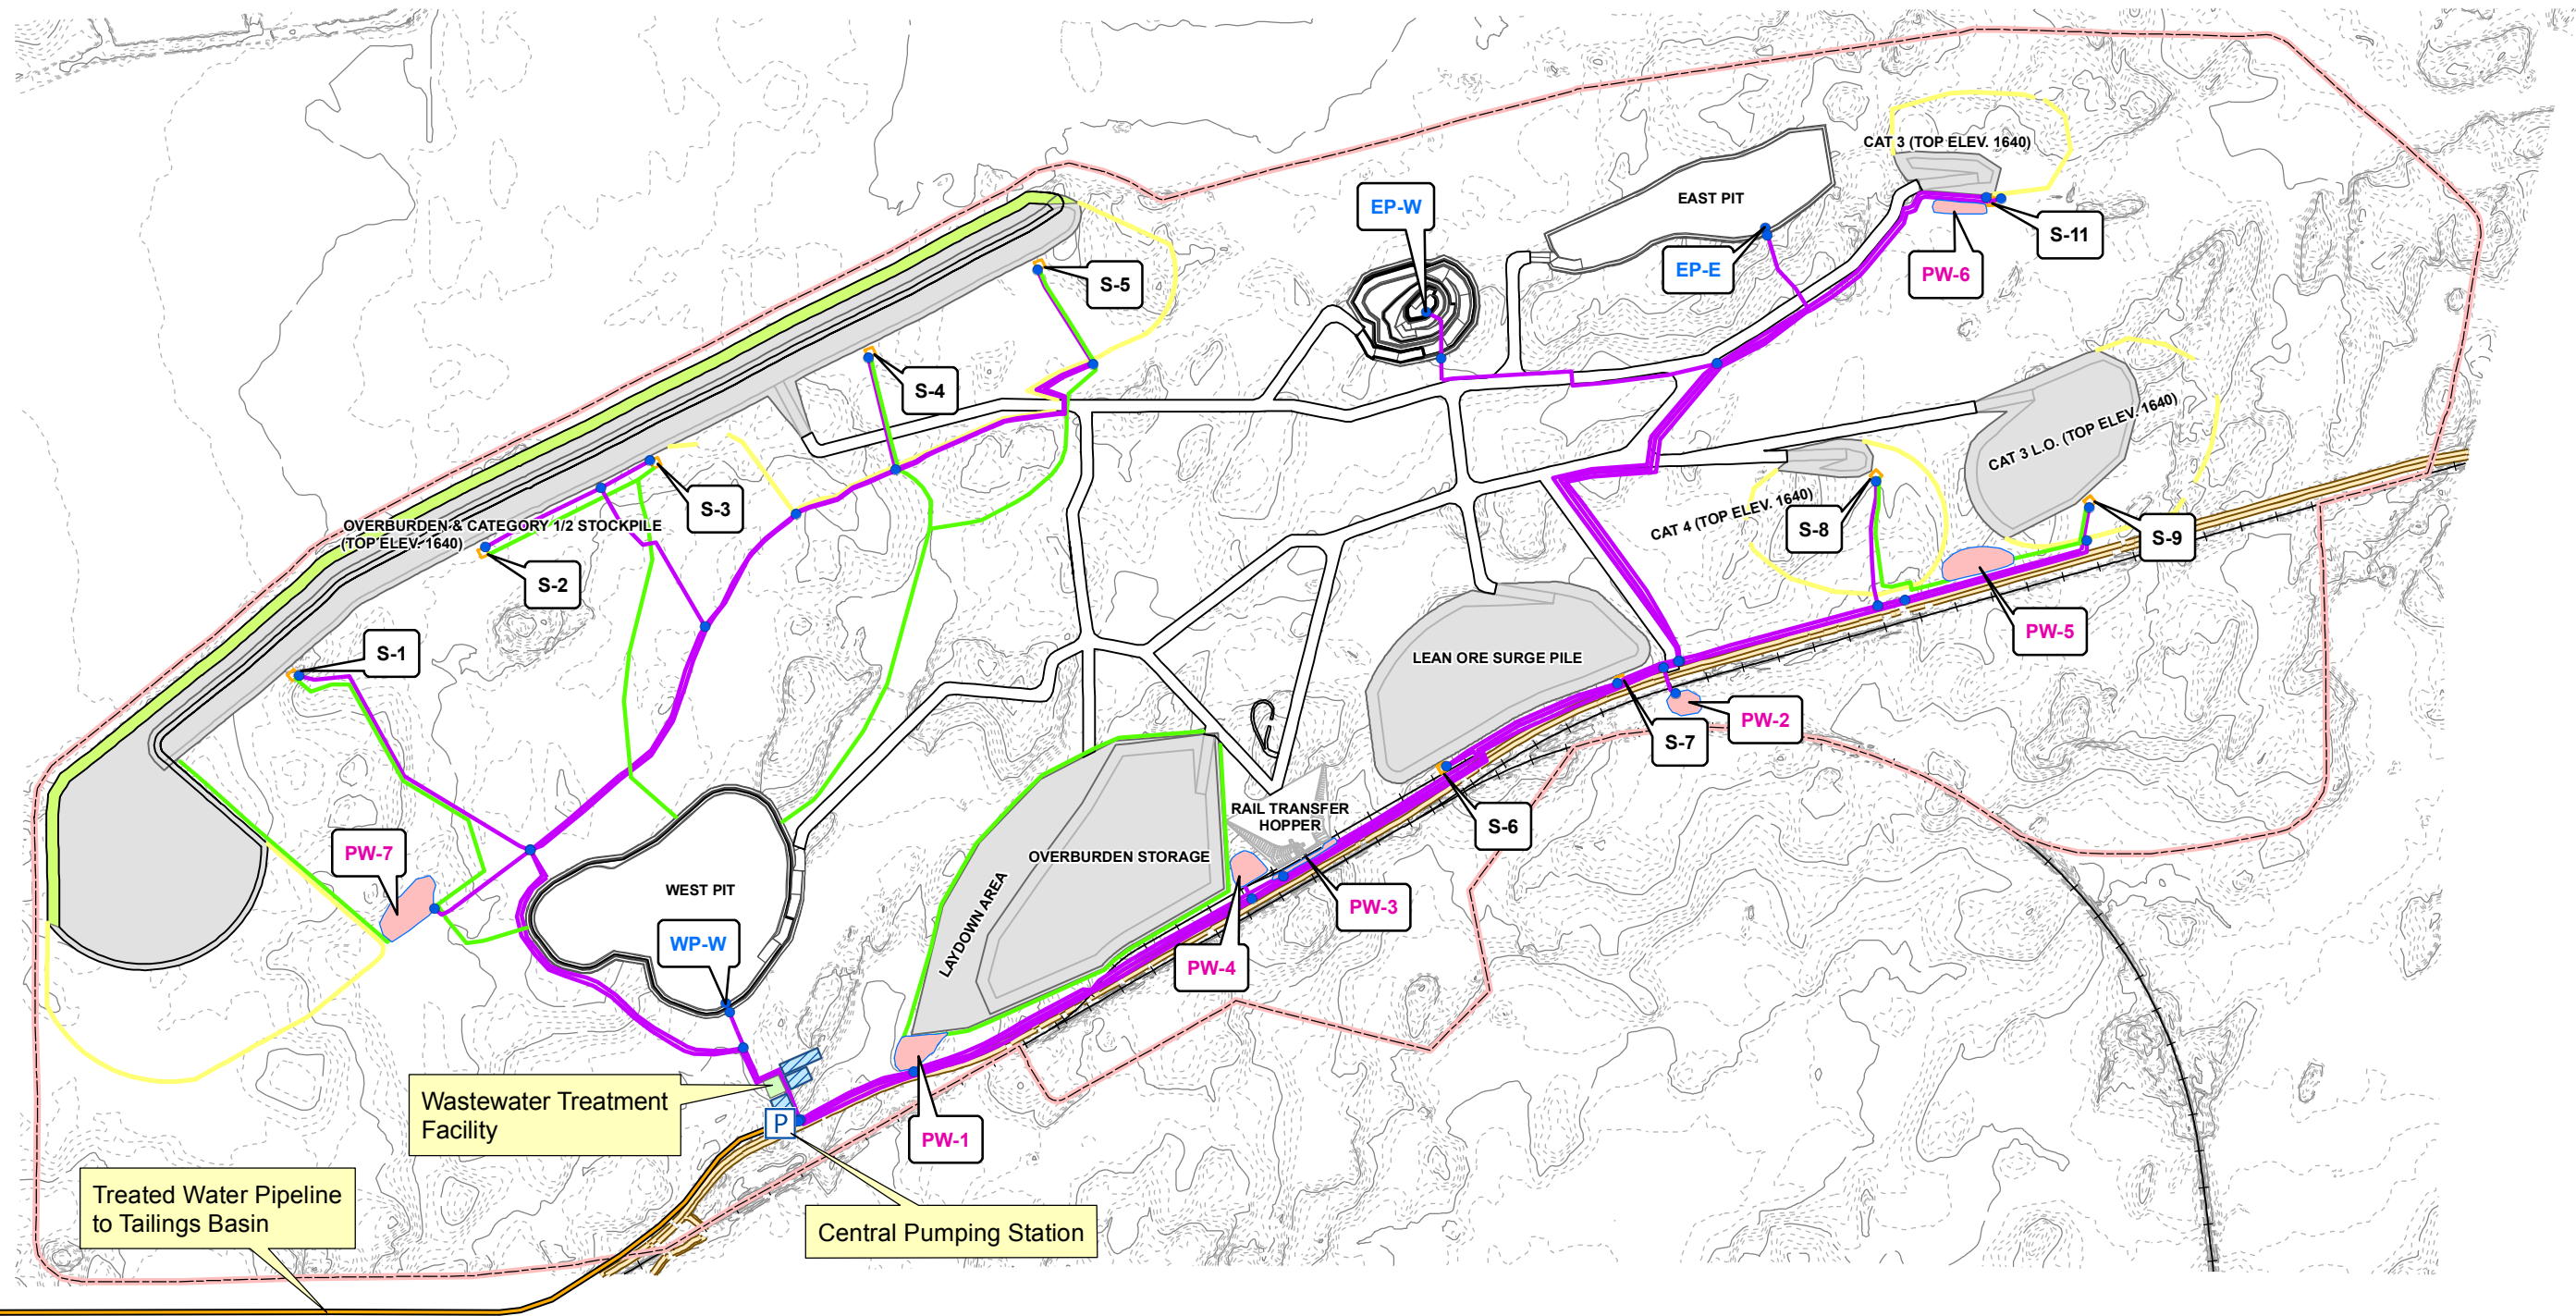 CAT 3 (TOP ELEV. 1640)
EAST PIT
EP-W
S-11
EP-E
PW-6
S-5
S-4
CAT 3 L.O. (TOP ELEV. 1640)
S-3
CAT 4 (TOP ELEV. 1640)
S-8
OVERBURDEN & CATEGORY 1/2 STOCKPILE
(TOP ELEV. 1640)
S-9
S-2
PW-5
S-1
LEAN ORE SURGE PILE
PW-2
S-7
RAIL TRANSFER
HOPPER
S-6
PW-7
OVERBURDEN STORAGE
WEST PIT
LAYDOWN AREA
PW-3
WP-W
PW-4
Wastewater Treatment
Facility
P
PW-1
Treated Water Pipeline
to Tailings Basin
Central Pumping Station